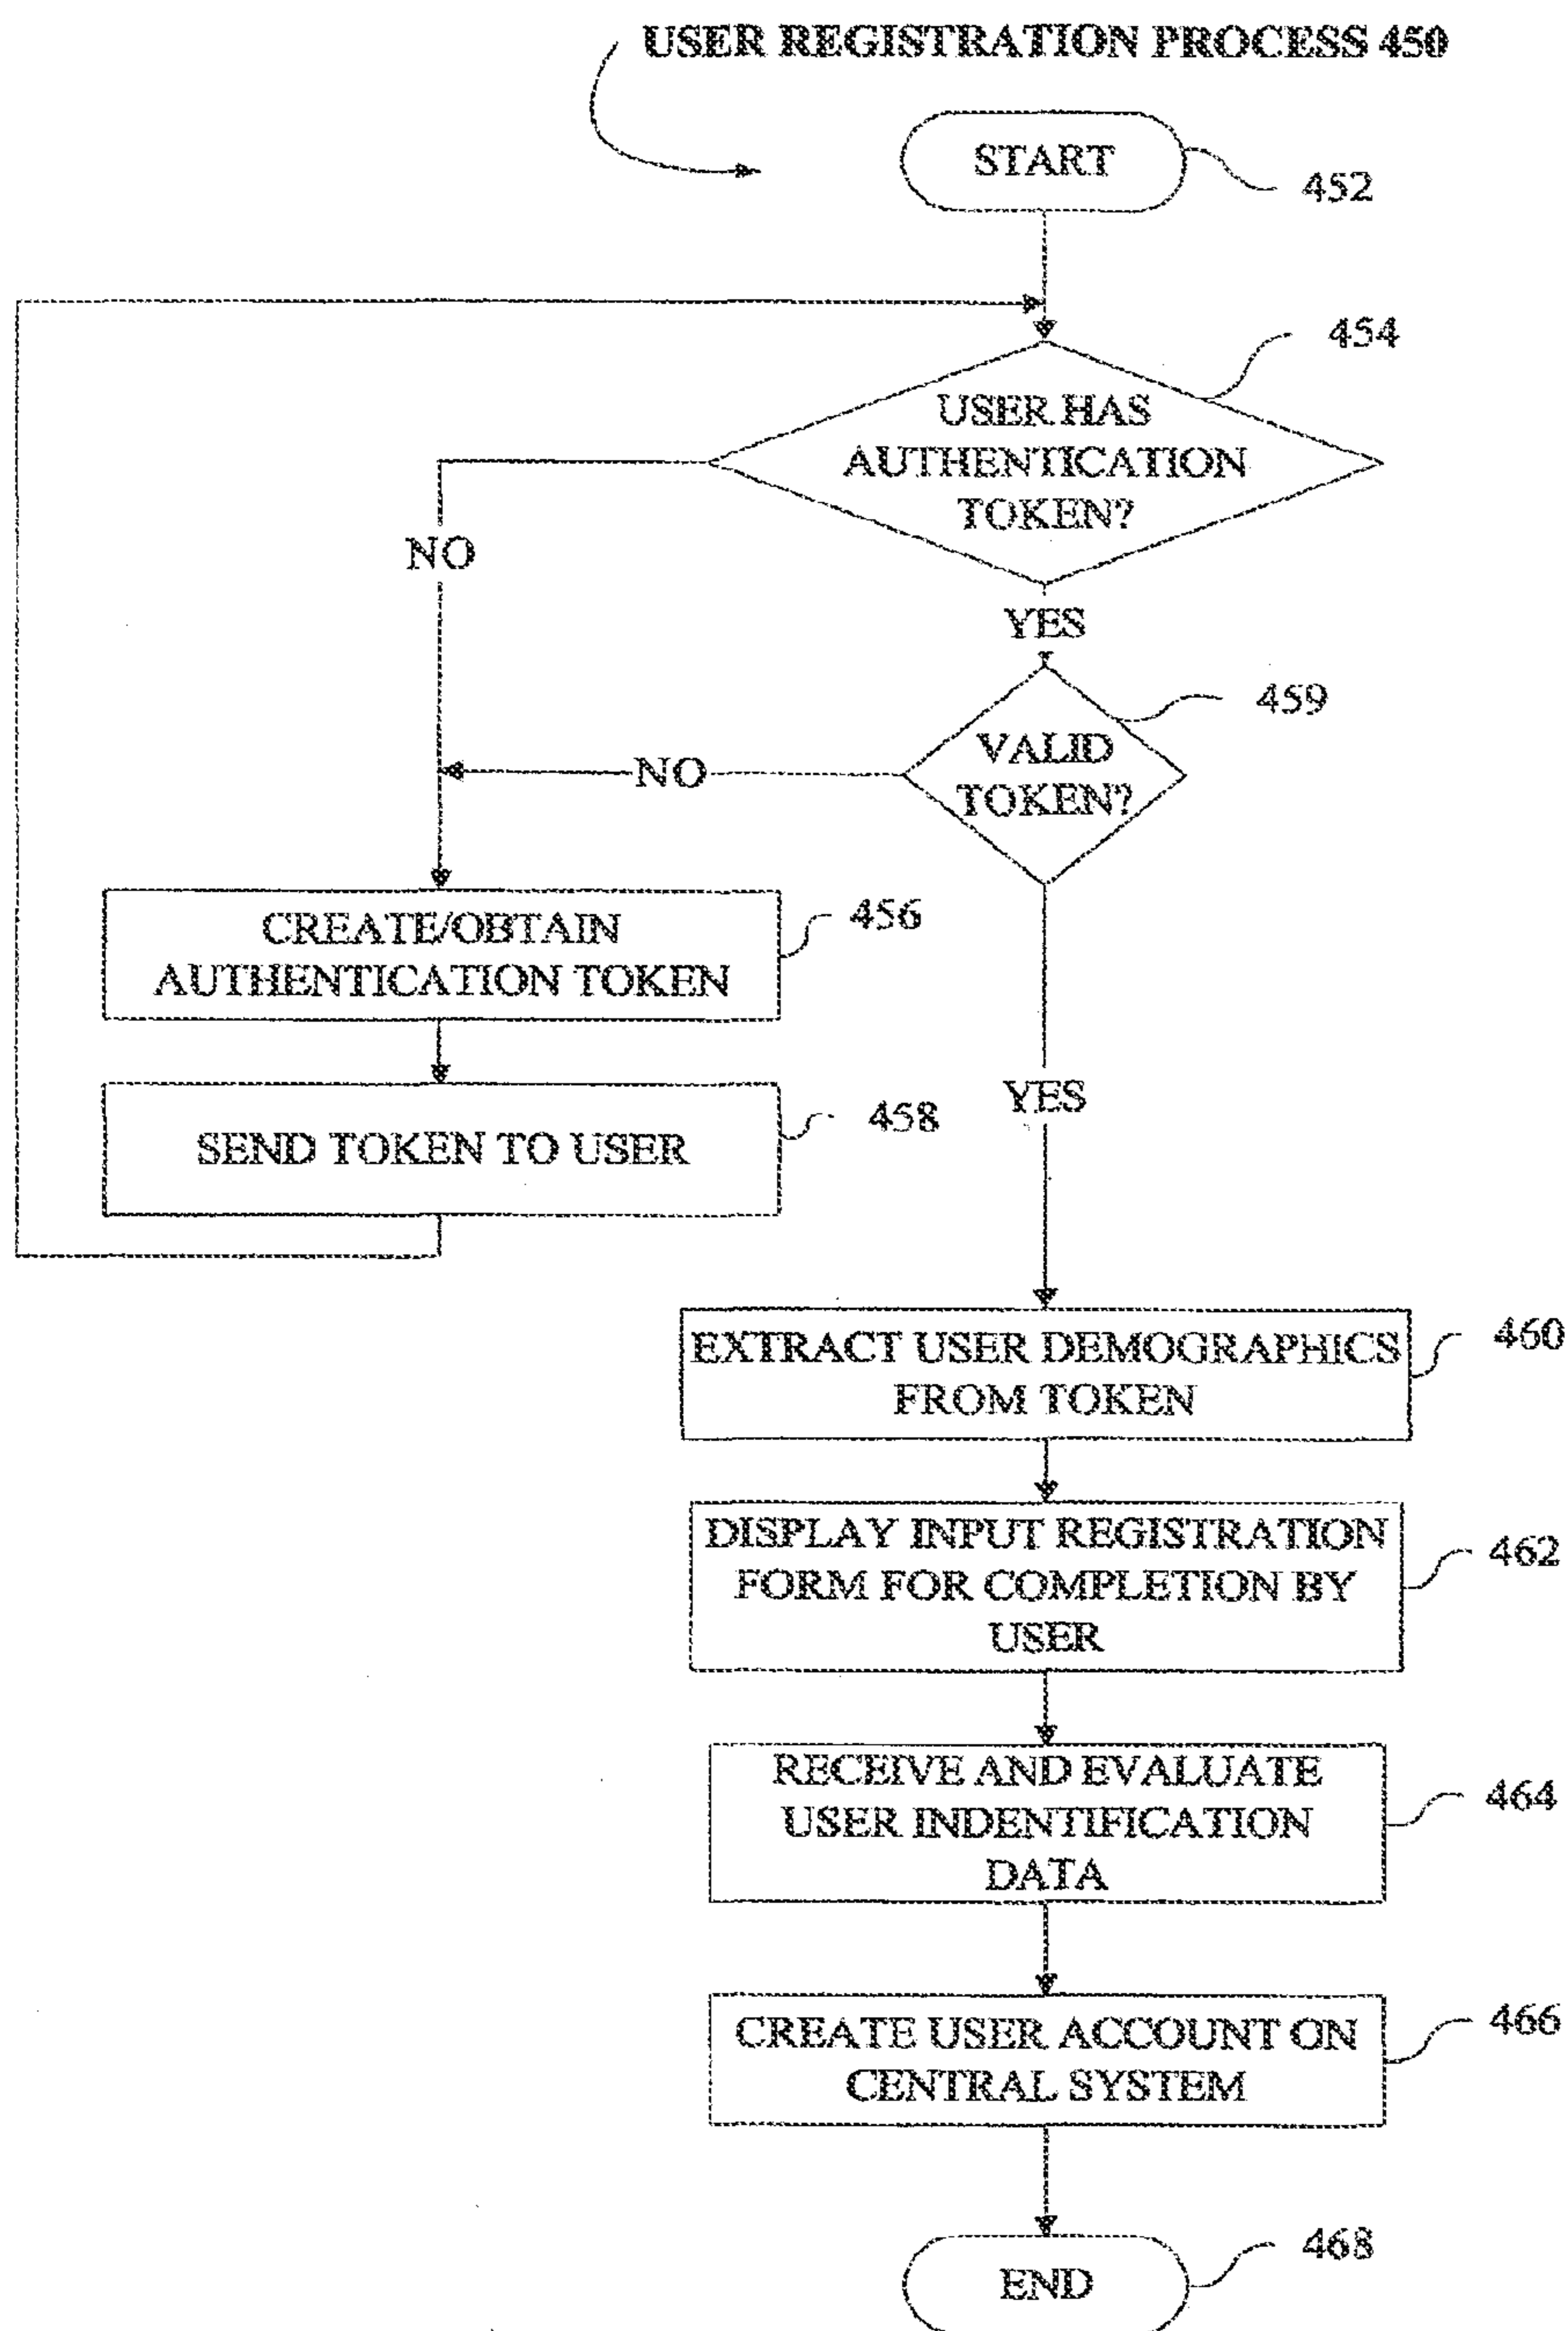 USER REGISTRATION PROCESS 450
START
452
454
USER HAS
AUTHENTICATION
TOKEN?
NO
YES
459
VALID
TOKEN?
NO
456
CREATE/OBTAIN
AUTHENTICATION TOKEN
YES
458
SEND TOKEN TO USER
460
EXTRACT USER DEMOGRAPHICS
FROM TOKEN
462
DISPLAY INPUT REGISTRATION
FORM FOR COMPLETION BY
USER
464
RECEIVE AND EVALUATE
USER INDENTIFICATION
DATA
466
CREATE USER ACCOUNT ON
CENTRAL SYSTEM
468
END